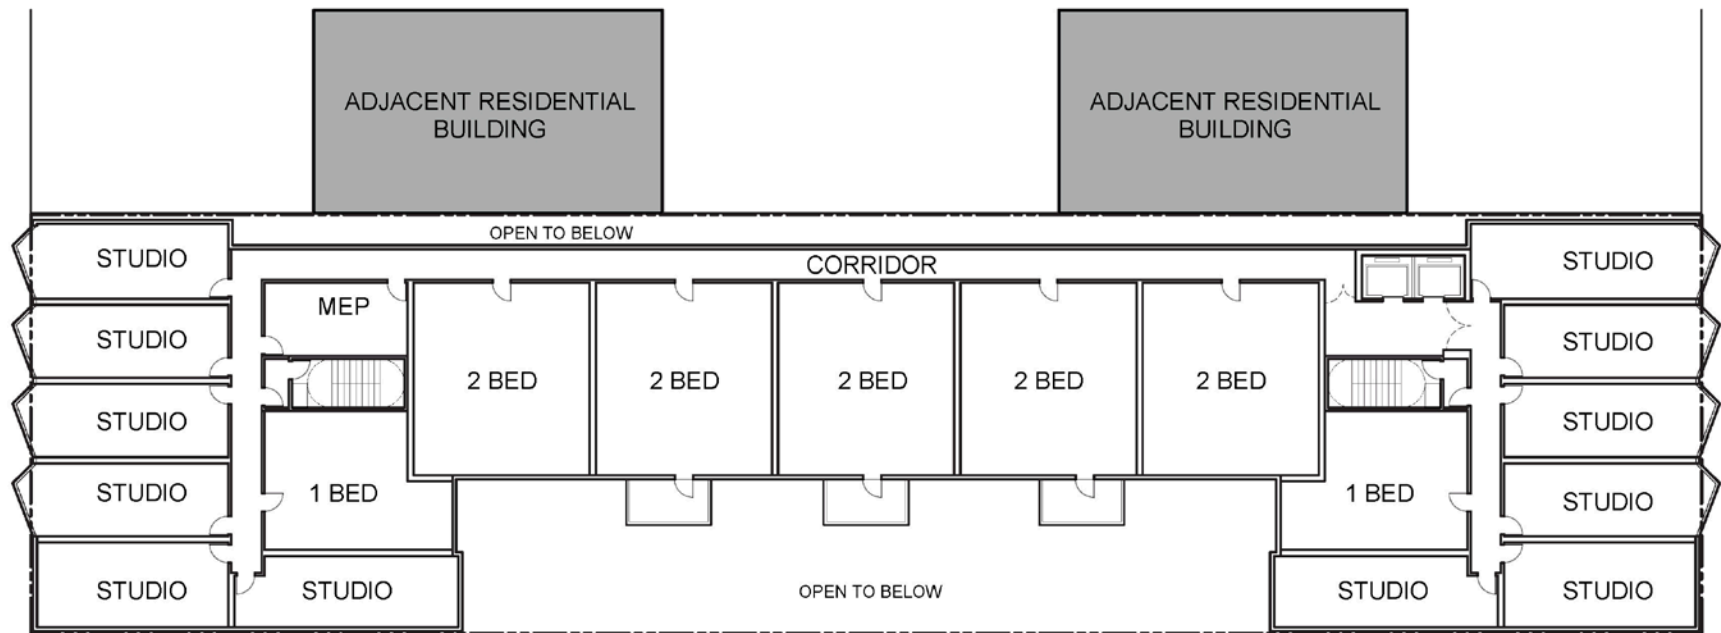 ADJACENT RESIDENTIAL
BUILDING
ADJACENT RESIDENTIAL
BUILDING
OPEN TO BELOW
STUDIO
CORRIDOR
STUDIO
MEP
STUDIO
STUDIO
2 BED
2 BED
2 BED
2 BED
2 BED
STUDIO
STUDIO
STUDIO
1 BED
1 BED
STUDIO
STUDIO
STUDIO
OPEN TO BELOW
STUDIO
STUDIO